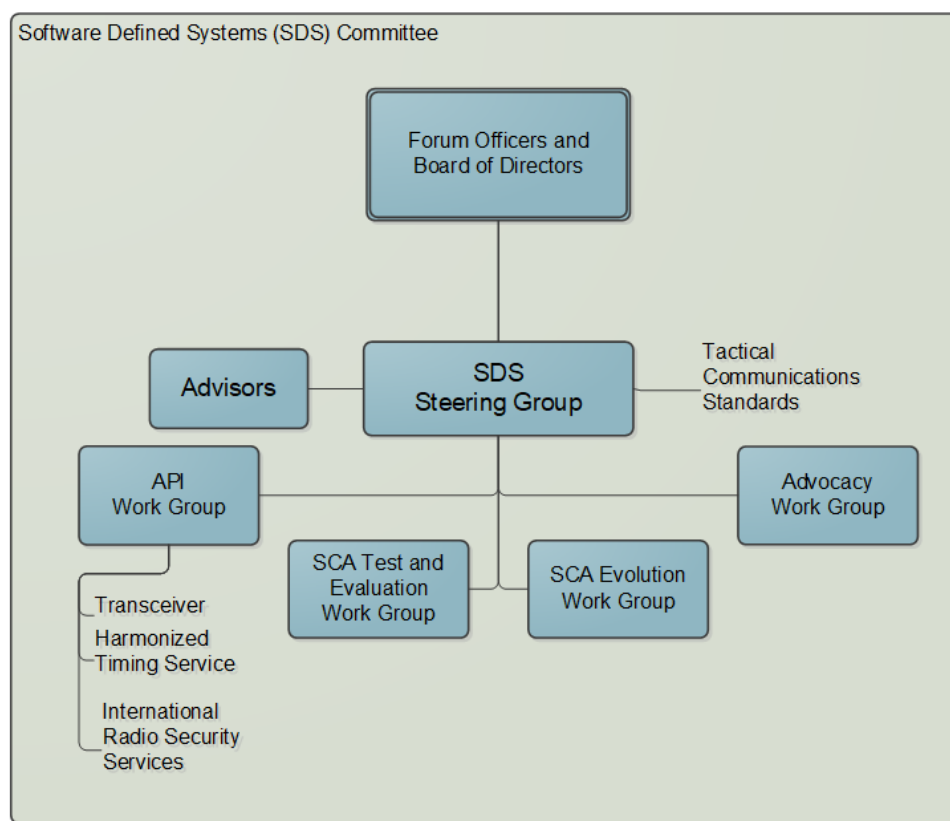 Software Defined Systems (SDS) Committee
Forum Officers and
Board of Directors
Advisors
SDS
Steering Group
Tactical
Communications
Standards
API
Work Group
Advocacy
Work Group
SCA Test and
Evaluation
Work Group
SCA Evolution
Work Group
Transceiver
Harmonized
Timing Service
International
Radio Security
Services